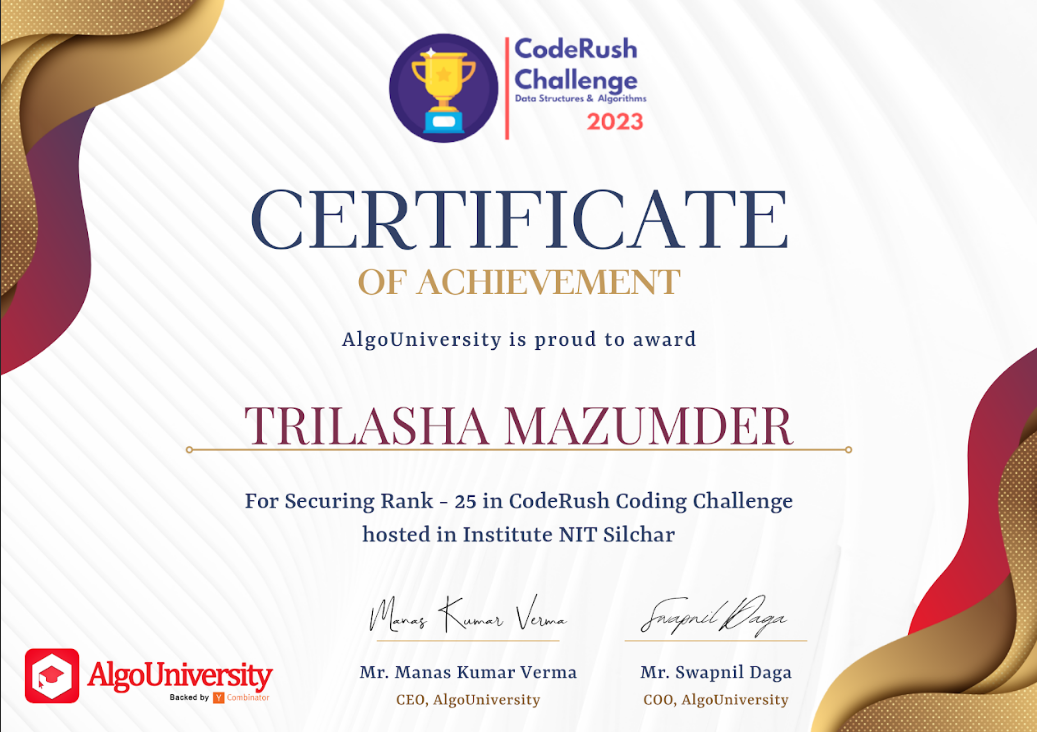 CodeRush
Challenge
Data Structures & Algorithms
2023
CERTIFICATE
OF ACHIEVEMENT
AlgoUniversity is proud to award
TRILASHA MAZUMDER
For Securing Rank - 25 in CodeRush Coding Challenge
hosted in Institute NIT Silchar
Manas Kumar Verma
Swapnil Daga
Mr. Manas Kumar Verma
Mr. Swapnil Daga
CEO, AlgoUniversity
COO, AlgoUniversity
AlgoUniversity
Backed by Y Combinator